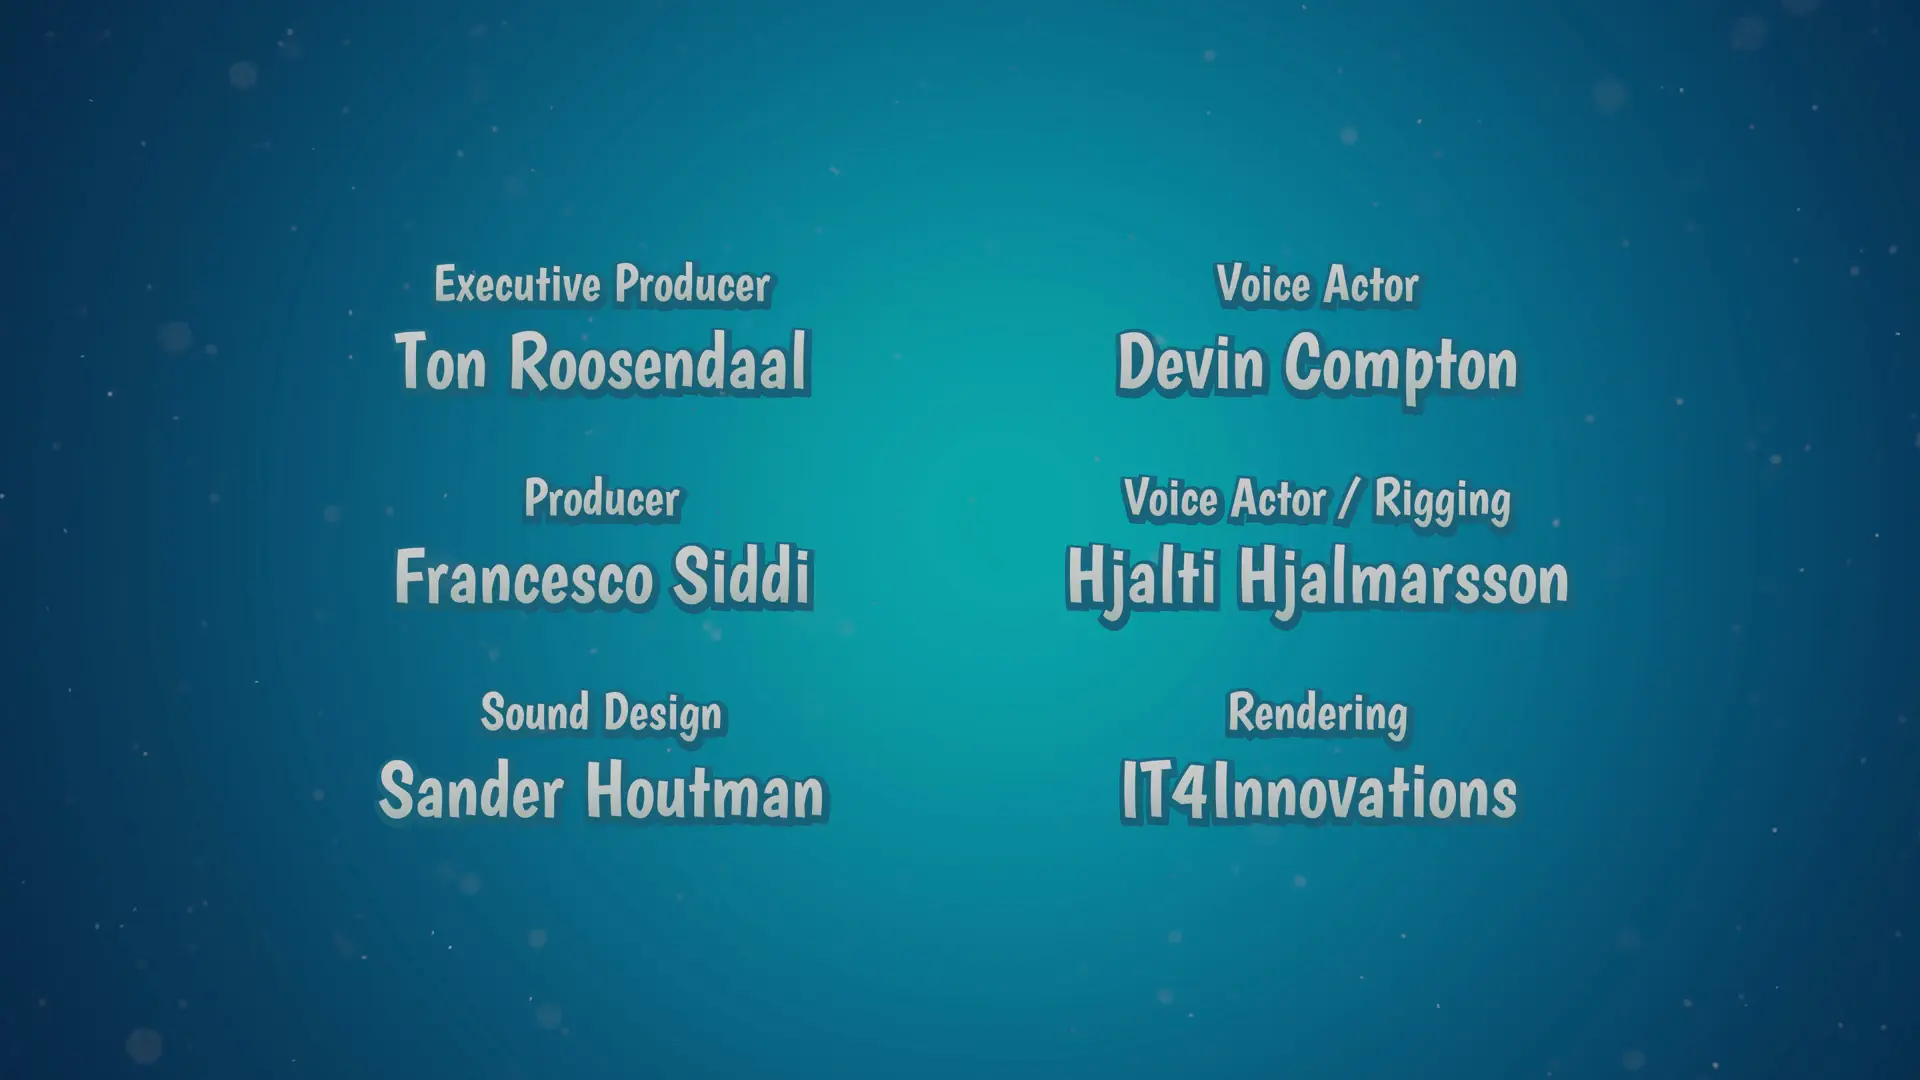 Executive Producer
Ton Roosendaal
Producer
Francesco Siddi
Sound Design
Sander Houtman
Voice Actor
Devin Compton
Voice Actor / Rigging
Hjalti Hjalmarsson
Rendering
IT4Innovations